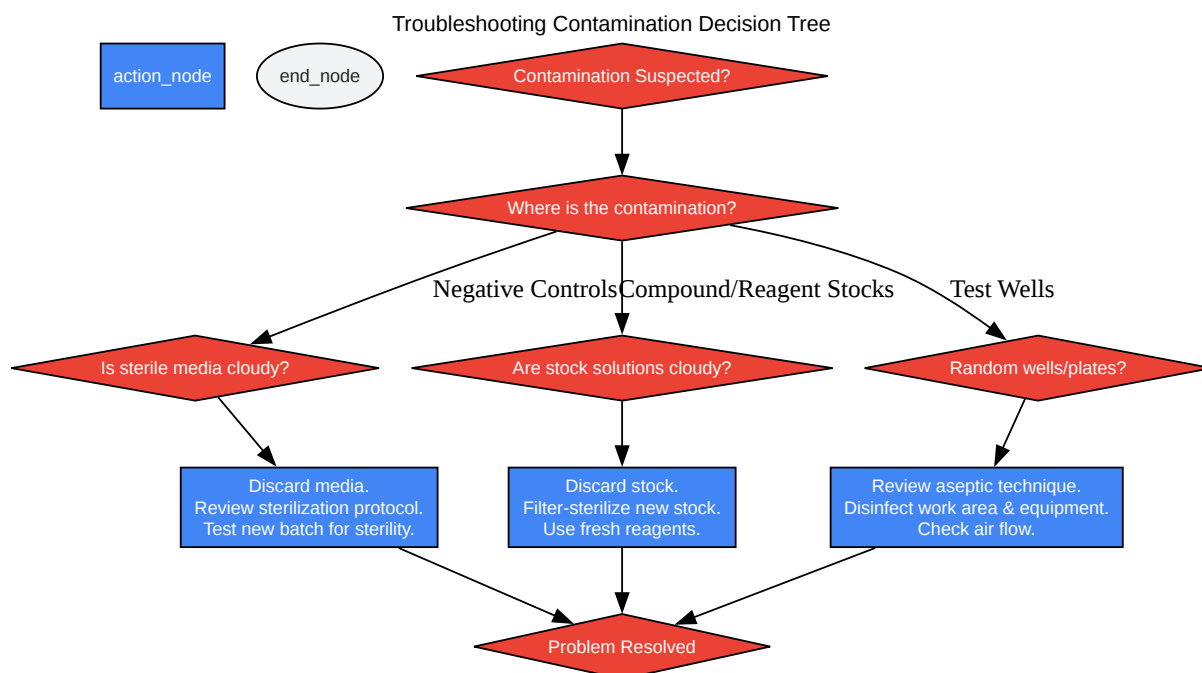 Troubleshooting Contamination Decision Tree
action_node
end_node
Contamination Suspected?
Where is the contamination?
Negative Controls
Compound/Reagent Stocks
Test Wells
Is sterile media cloudy?
Are stock solutions cloudy?
Random wells/plates?
Discard media.
Review sterilization protocol.
Test new batch for sterility.
Discard stock.
Filter-sterilize new stock.
Use fresh reagents.
Review aseptic technique.
Disinfect work area & equipment.
Check air flow.
Problem Resolved